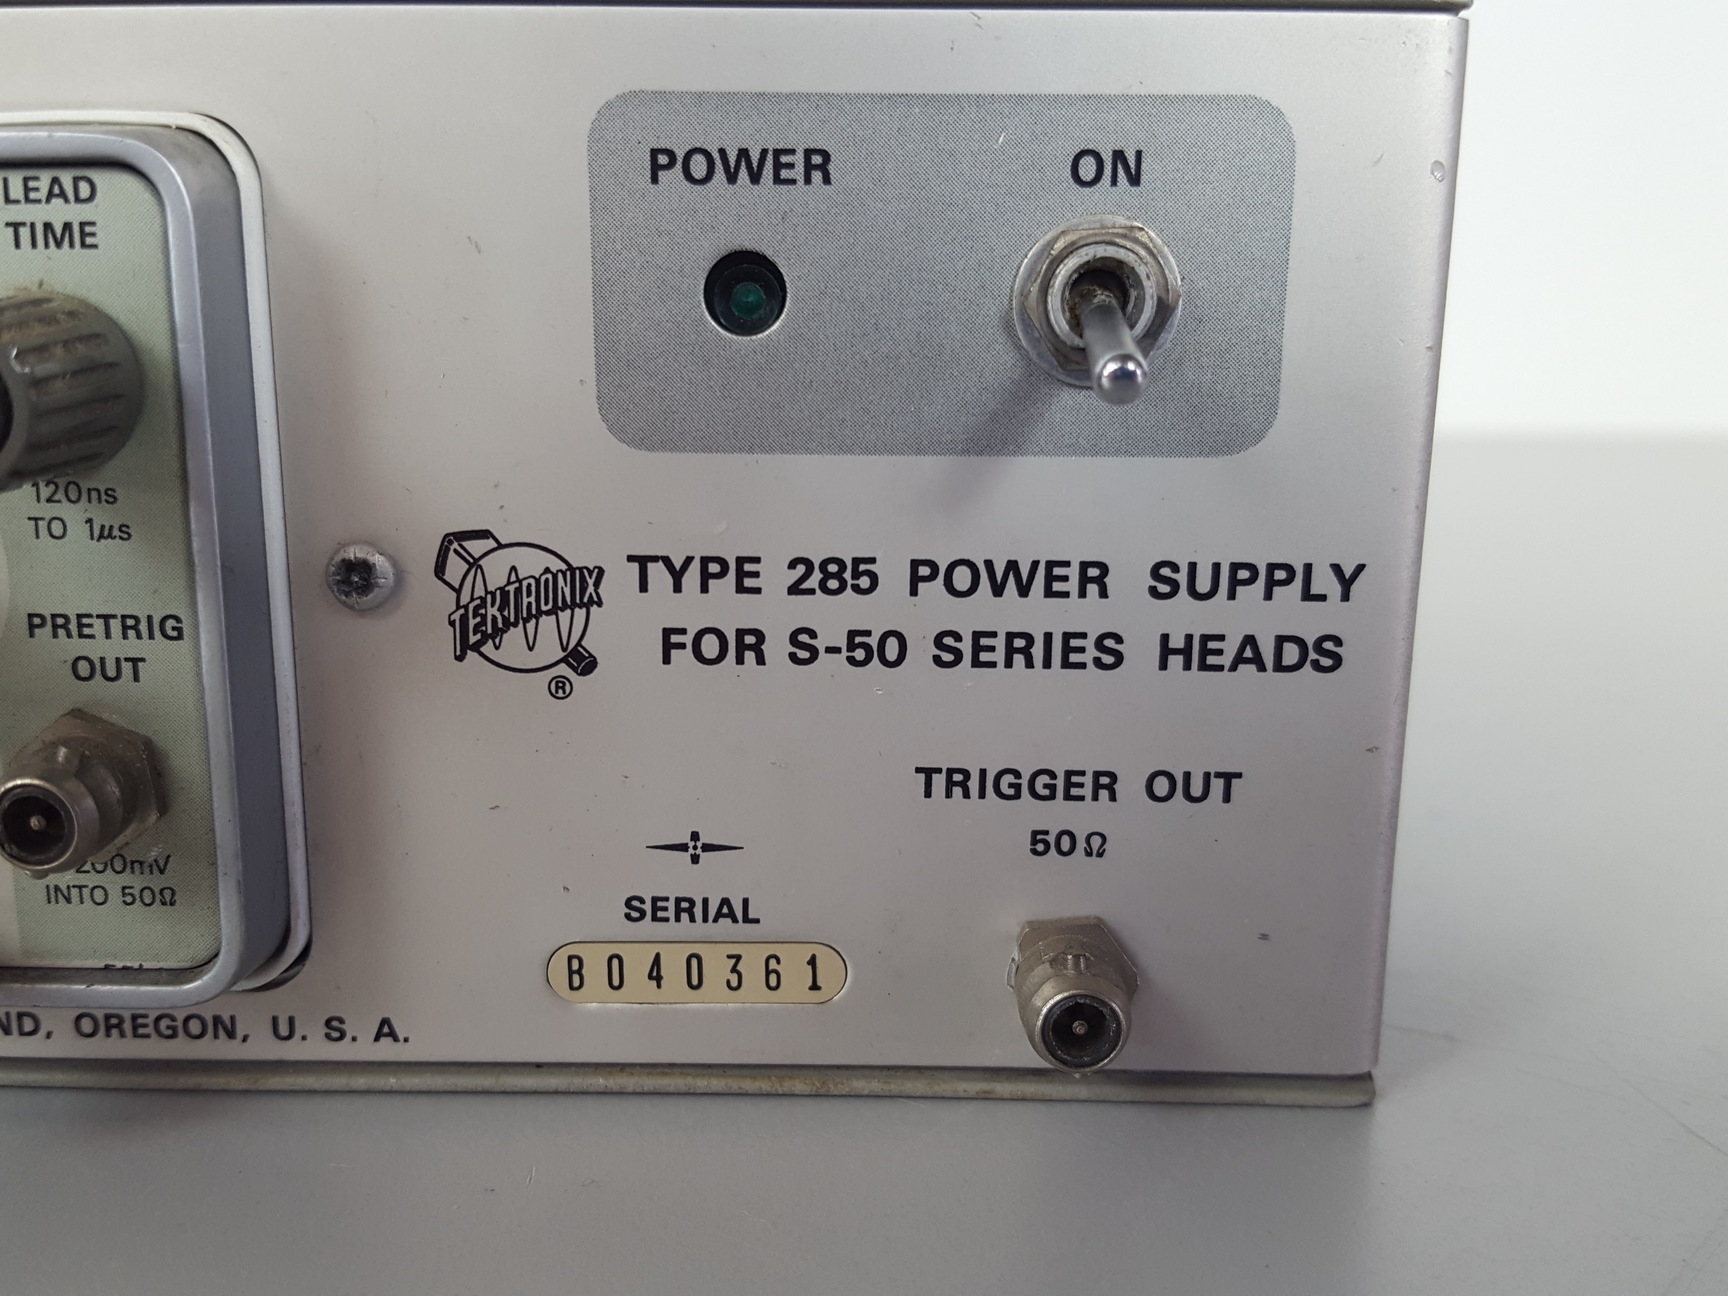 LEAD
TIME
120ns
TO 1μs
PRETRIG
OUT
200mV
INTO 50Ω
OREGON, U. S. A.
POWER ON
TEKTRONIX
®
TYPE 285 POWER SUPPLY
FOR S-50 SERIES HEADS
TRIGGER OUT
50Ω
SERIAL
B040361